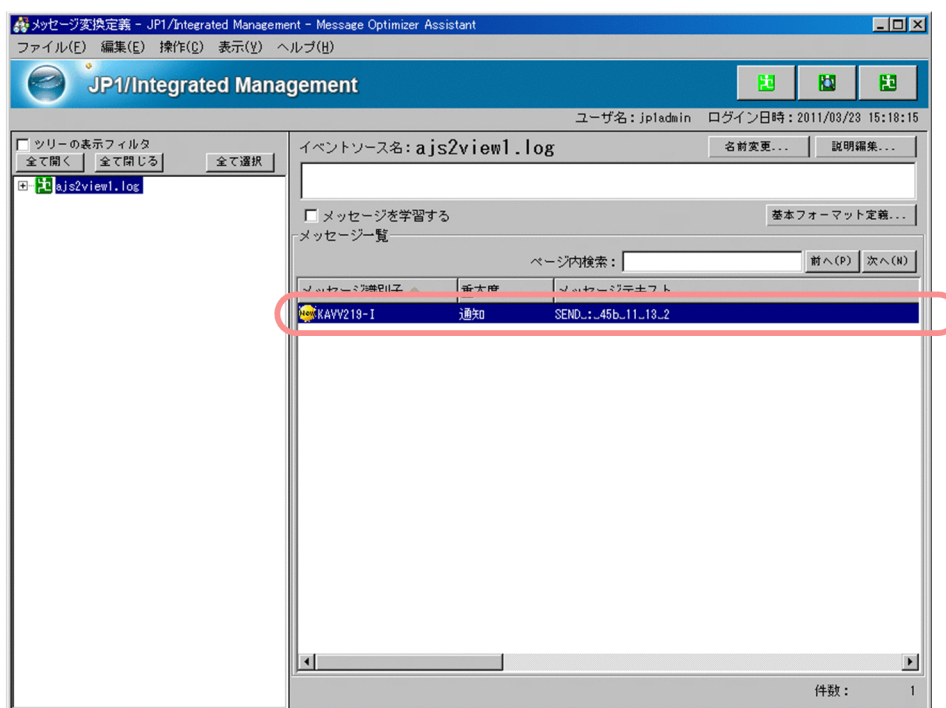 メッセージ変換定義 - JP1/Integrated Management - Message Optimizer Assistant
ファイル(F) 編集(E) 操作(C) 表示(V) ヘルプ(H)
JP1/Integrated Management
ユーザ名:jp1admin ログイン日時:2011/03/23 15:18:15
ツリーの表示フィルタ
全て開く 全て閉じる 全て選択
ajs2view1.log
イベントソース名:ajs2view1.log 名前変更... 説明編集...
メッセージを学習する 基本フォーマット定義...
メッセージ一覧
ページ内検索: 前へ(P) 次へ(N)
メッセージ識別子 重大度 メッセージテキスト
New KAVV219-I 通知 SEND_:_45b_11_13_2
件数: 1